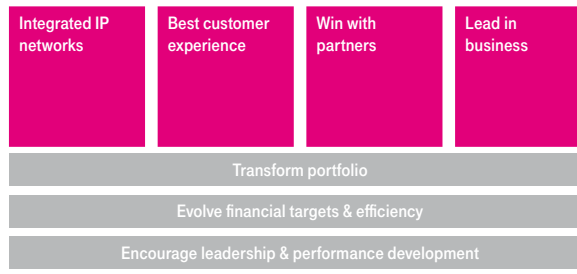 Integrated IP
networks
Best customer
experience
Win with
partners
Lead in
business
Transform portfolio
Evolve financial targets & efficiency
Encourage leadership & performance development